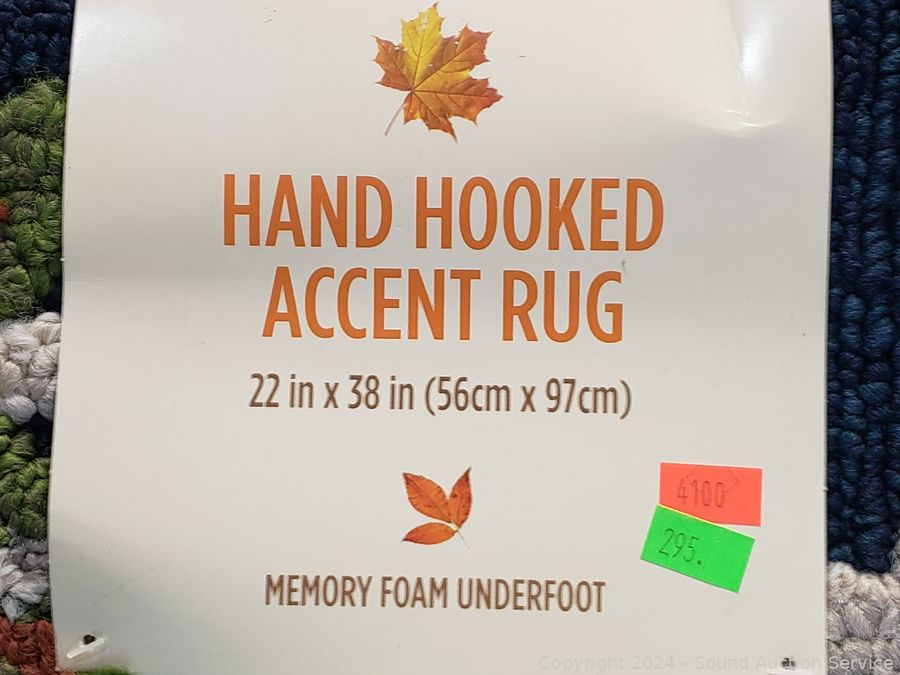 HAND HOOKED
ACCENT RUG
22 in x 38 in (56cm x 97cm)
4100
295.
MEMORY FOAM UNDERFOOT
Copyright 2024 - Sound Auction Service